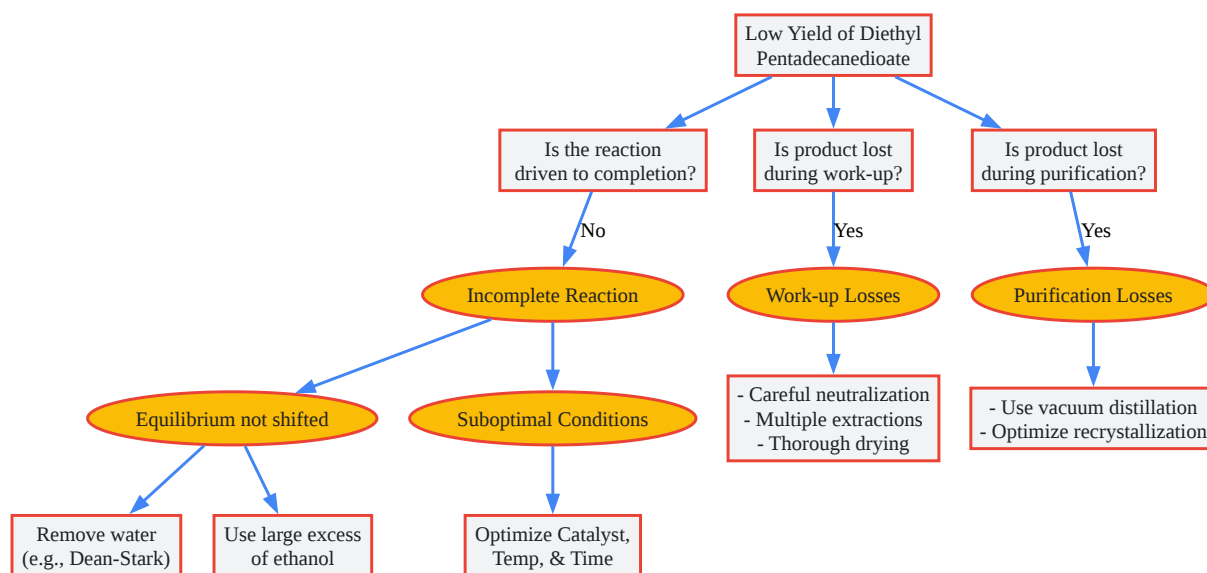 Low Yield of Diethyl
Pentadecanedioate
Is the reaction
driven to completion?
Is product lost
during work-up?
Is product lost
during purification?
No
Yes
Yes
Incomplete Reaction
Work-up Losses
Purification Losses
Equilibrium not shifted
Suboptimal Conditions
- Careful neutralization
- Multiple extractions
- Thorough drying
- Use vacuum distillation
- Optimize recrystallization
Remove water
(e.g., Dean-Stark)
Use large excess
of ethanol
Optimize Catalyst,
Temp, & Time